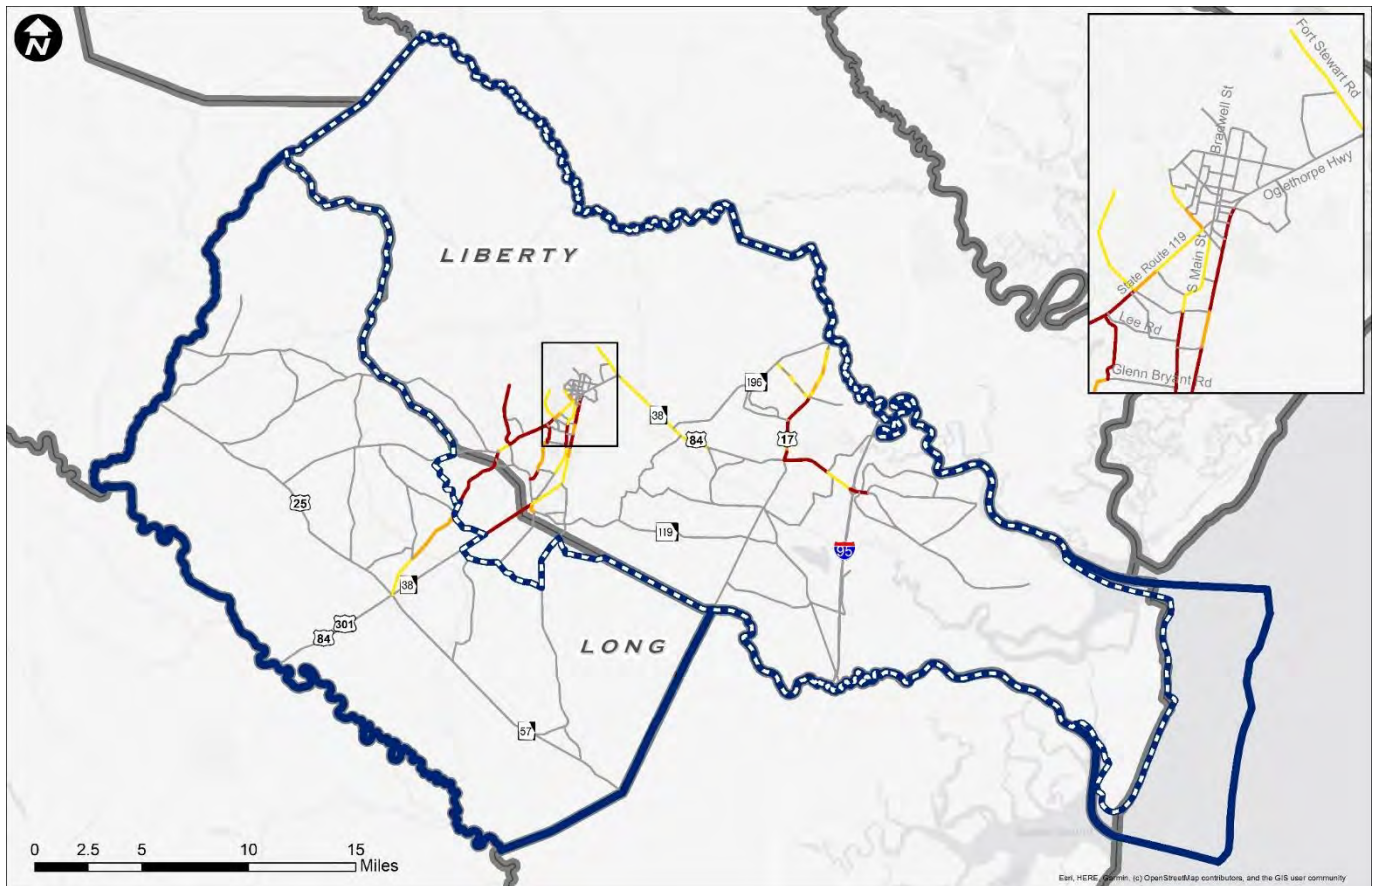 N
Fort Stewart Rd
Bradwell St
Oglethorpe Hwy
State Route 119
S Main St
Lee Rd
Glenn Bryant Rd
LIBERTY
196
38
84
17
25
119
95
38
301
84
LONG
57
0 2.5 5 10 15
Miles
Esri, HERE, Garmin, (c) OpenStreetMap contributors, and the GIS user community